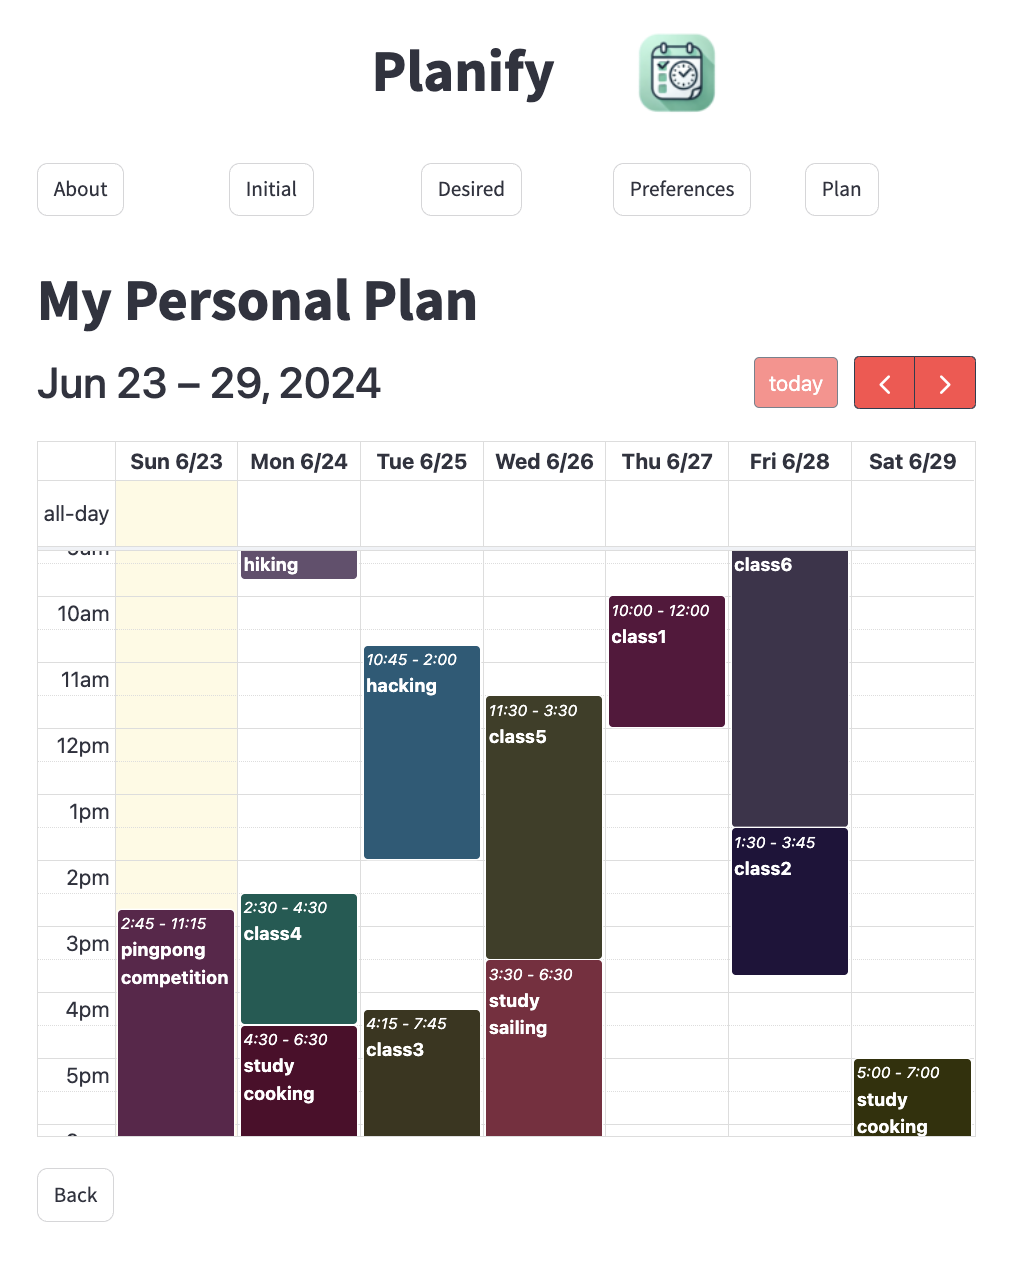 Planify
About
Initial
Desired
Preferences
Plan
My Personal Plan
Jun 23 – 29, 2024
today
Sun 6/23
Mon 6/24
Tue 6/25
Wed 6/26
Thu 6/27
Fri 6/28
Sat 6/29
all-day
hiking
class6
10am
10:00 - 12:00
class1
10:45 - 2:00
hacking
11am
11:30 - 3:30
class5
12pm
1pm
1:30 - 3:45
class2
2pm
2:30 - 4:30
class4
2:45 - 11:15
pingpong
competition
3pm
3:30 - 6:30
study
sailing
4pm
4:15 - 7:45
class3
4:30 - 6:30
study
cooking
5pm
5:00 - 7:00
study
cooking
Back